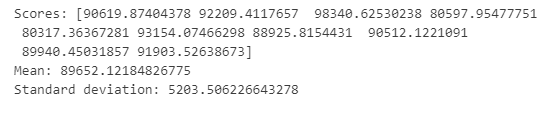 Scores: [90619.87404378 92209.4117657  98340.62530238 80597.95477751
 80317.36367281 93154.07466298 88925.8154431  90512.1221091
 89940.45031857 91903.52638673]
Mean: 89652.12184826775
Standard deviation: 5203.506226643278